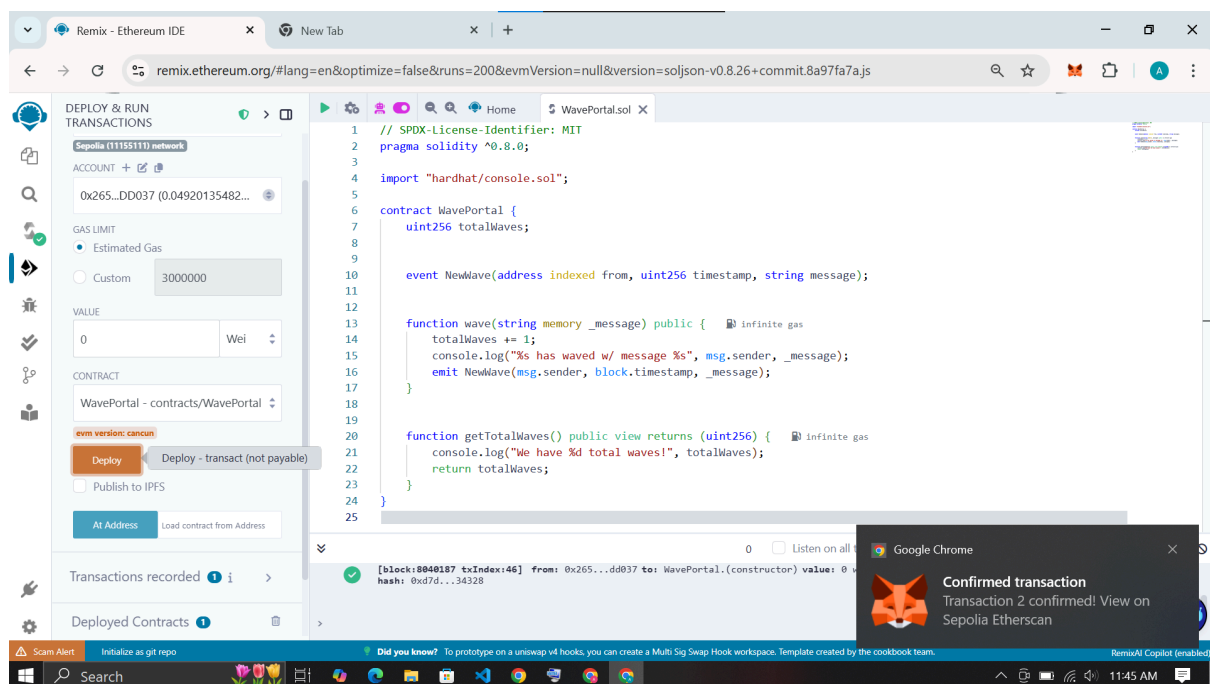 Remix - Ethereum IDE
New Tab
remix.ethereum.org/#lang=en&optimize=false&runs=200&evmVersion=null&version=soljson-v0.8.26+commit.8a97fa7a.js
A
DEPLOY & RUN
TRANSACTIONS
Sepolia (11155111) network
ACCOUNT
0x265...DD037 (0.04920135482...
GAS LIMIT
Estimated Gas
Custom
3000000
VALUE
0
Wei
CONTRACT
WavePortal - contracts/WavePortal
evm version: cancun
Deploy
Deploy - transact (not payable)
Publish to IPFS
At Address
Load contract from Address
Transactions recorded 1 i
Deployed Contracts 1
Home
WavePortal.sol
1 // SPDX-License-Identifier: MIT
2 pragma solidity ^0.8.0;
3
4 import "hardhat/console.sol";
5
6 contract WavePortal {
7 uint256 totalWaves;
8
9
10 event NewWave(address indexed from, uint256 timestamp, string message);
11
12
13 function wave(string memory _message) public { infinite gas
14 totalWaves += 1;
15 console.log("%s has waved w/ message %s", msg.sender, _message);
16 emit NewWave(msg.sender, block.timestamp, _message);
17 }
18
19
20 function getTotalWaves() public view returns (uint256) { infinite gas
21 console.log("We have %d total waves!", totalWaves);
22 return totalWaves;
23 }
24 }
25
0
Listen on all
[block:8040187 txIndex:46] from: 0x265...dd037 to: WavePortal.(constructor) value: 0
hash: 0xd7d...34328
>
Google Chrome
Confirmed transaction
Transaction 2 confirmed! View on
Sepolia Etherscan
Scam Alert
Initialize as git repo
Did you know? To prototype on a uniswap v4 hooks, you can create a Multi Sig Swap Hook workspace. Template created by the cookbook team.
RemixAI Copilot (enabled)
Search
11:45 AM